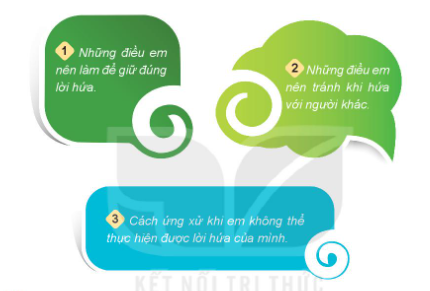 1 Những điều em
nên làm để giữ đúng
lời hứa.
2 Những điều em
nên tránh khi hứa
với người khác.
3 Cách ứng xử khi em không thể
thực hiện được lời hứa của mình.
KẾT NỐI TRI THỨC